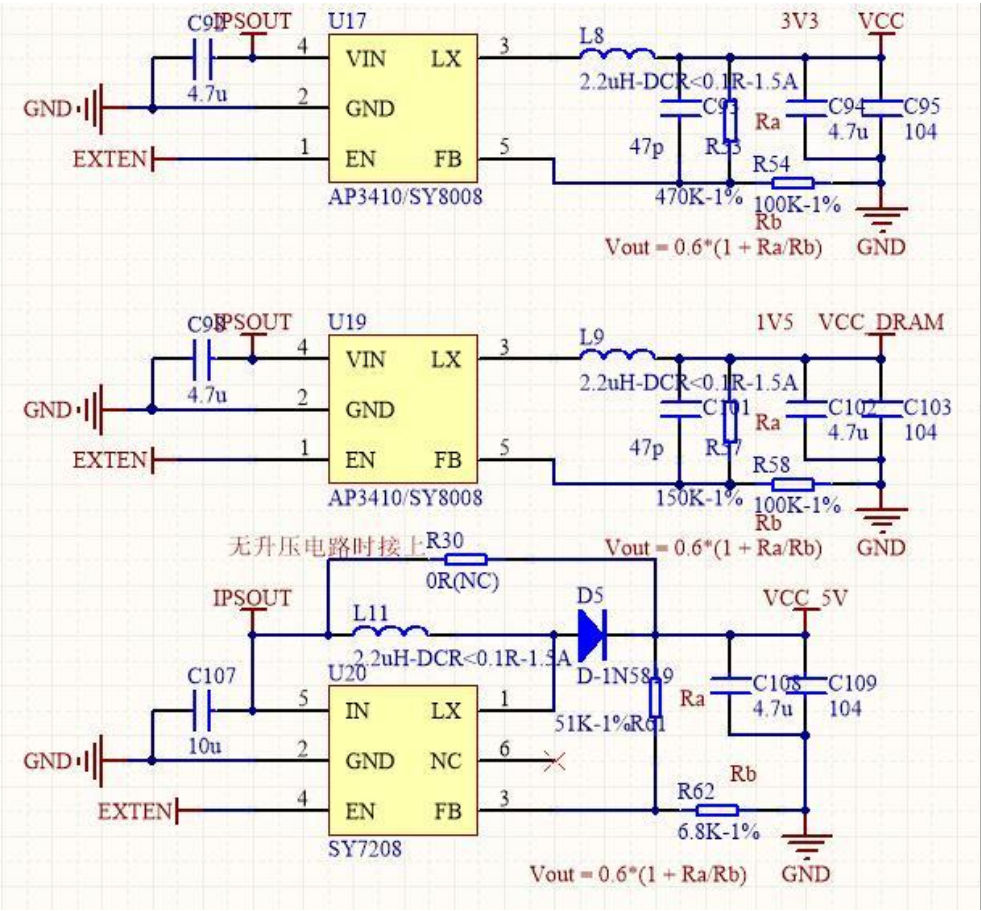 C92
IPSOUT
U17
3V3
VCC
L8
4
VIN
LX
3
4.7u
2.2uH-DCR<0.1R-1.5A
GND
2
GND
C93
Ra
C94
4.7u
C95
104
EXTEN
1
EN
FB
5
47p
R54
AP3410/SY8008
470K-1%
100K-1%
Rb
Vout = 0.6*(1 + Ra/Rb)
GND
IPSOUT
U19
1V5
VCC_DRAM
L9
4
VIN
LX
3
4.7u
2.2uH-DCR<0.1R-1.5A
GND
2
GND
C101
Ra
C102
4.7u
C103
104
EXTEN
1
EN
FB
5
47p
R57
R58
AP3410/SY8008
150K-1%
100K-1%
Rb
无升压电路时接上
R30
Vout = 0.6*(1 + Ra/Rb)
GND
0R(NC)
IPSOUT
D5
VCC_5V
L11
2.2uH-DCR<0.1R-1.5A
C107
U20
D-1N5819
C108
4.7u
C109
104
5
IN
LX
1
Ra
10u
51K-1%
R61
GND
2
GND
NC
6
Rb
EXTEN
4
EN
FB
3
R62
6.8K-1%
SY7208
Vout = 0.6*(1 + Ra/Rb)
GND